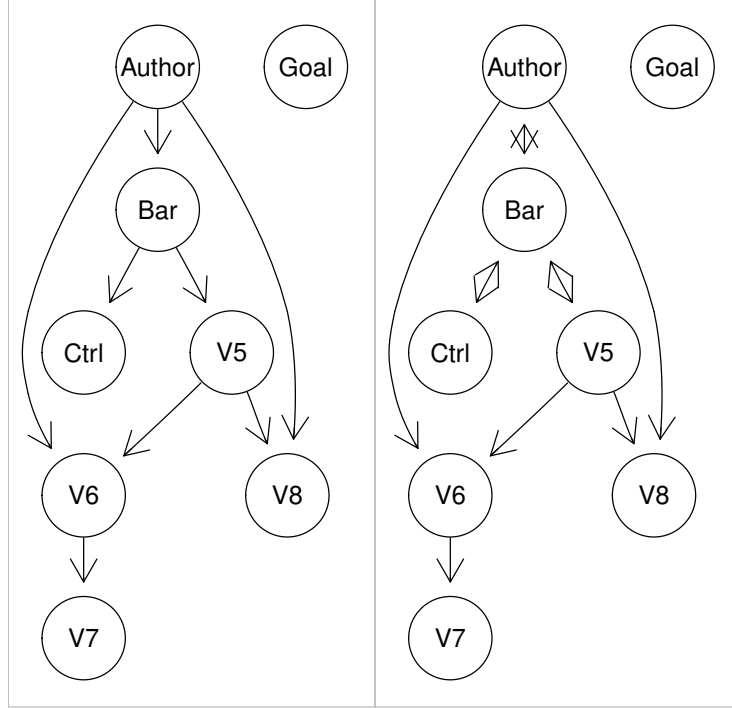 Author Goal
Bar
Ctrl V5
V6 V8
V7
Author Goal
Bar
Ctrl V5
V6 V8
V7